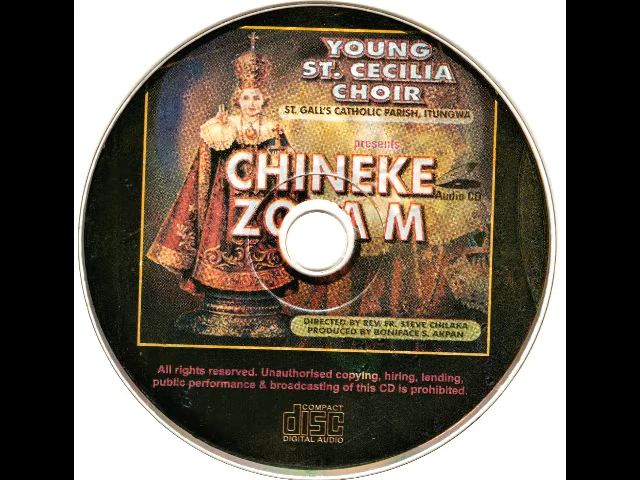 YOUNG
ST. CECILIA
CHOIR
ST. GALL'S CATHOLIC PARISH, ITUNGWA
presents
CHINEKE
Audio CD
A M
DIRECTED BY REV. FR. STEVE CHILAKA
PRODUCED BY BONIFACE S. AKPAN
All rights reserved. Unauthorised copying, hiring, lending,
public performance & broadcasting of this CD is prohibited.
COMPACT
disc
DIGITAL AUDIO